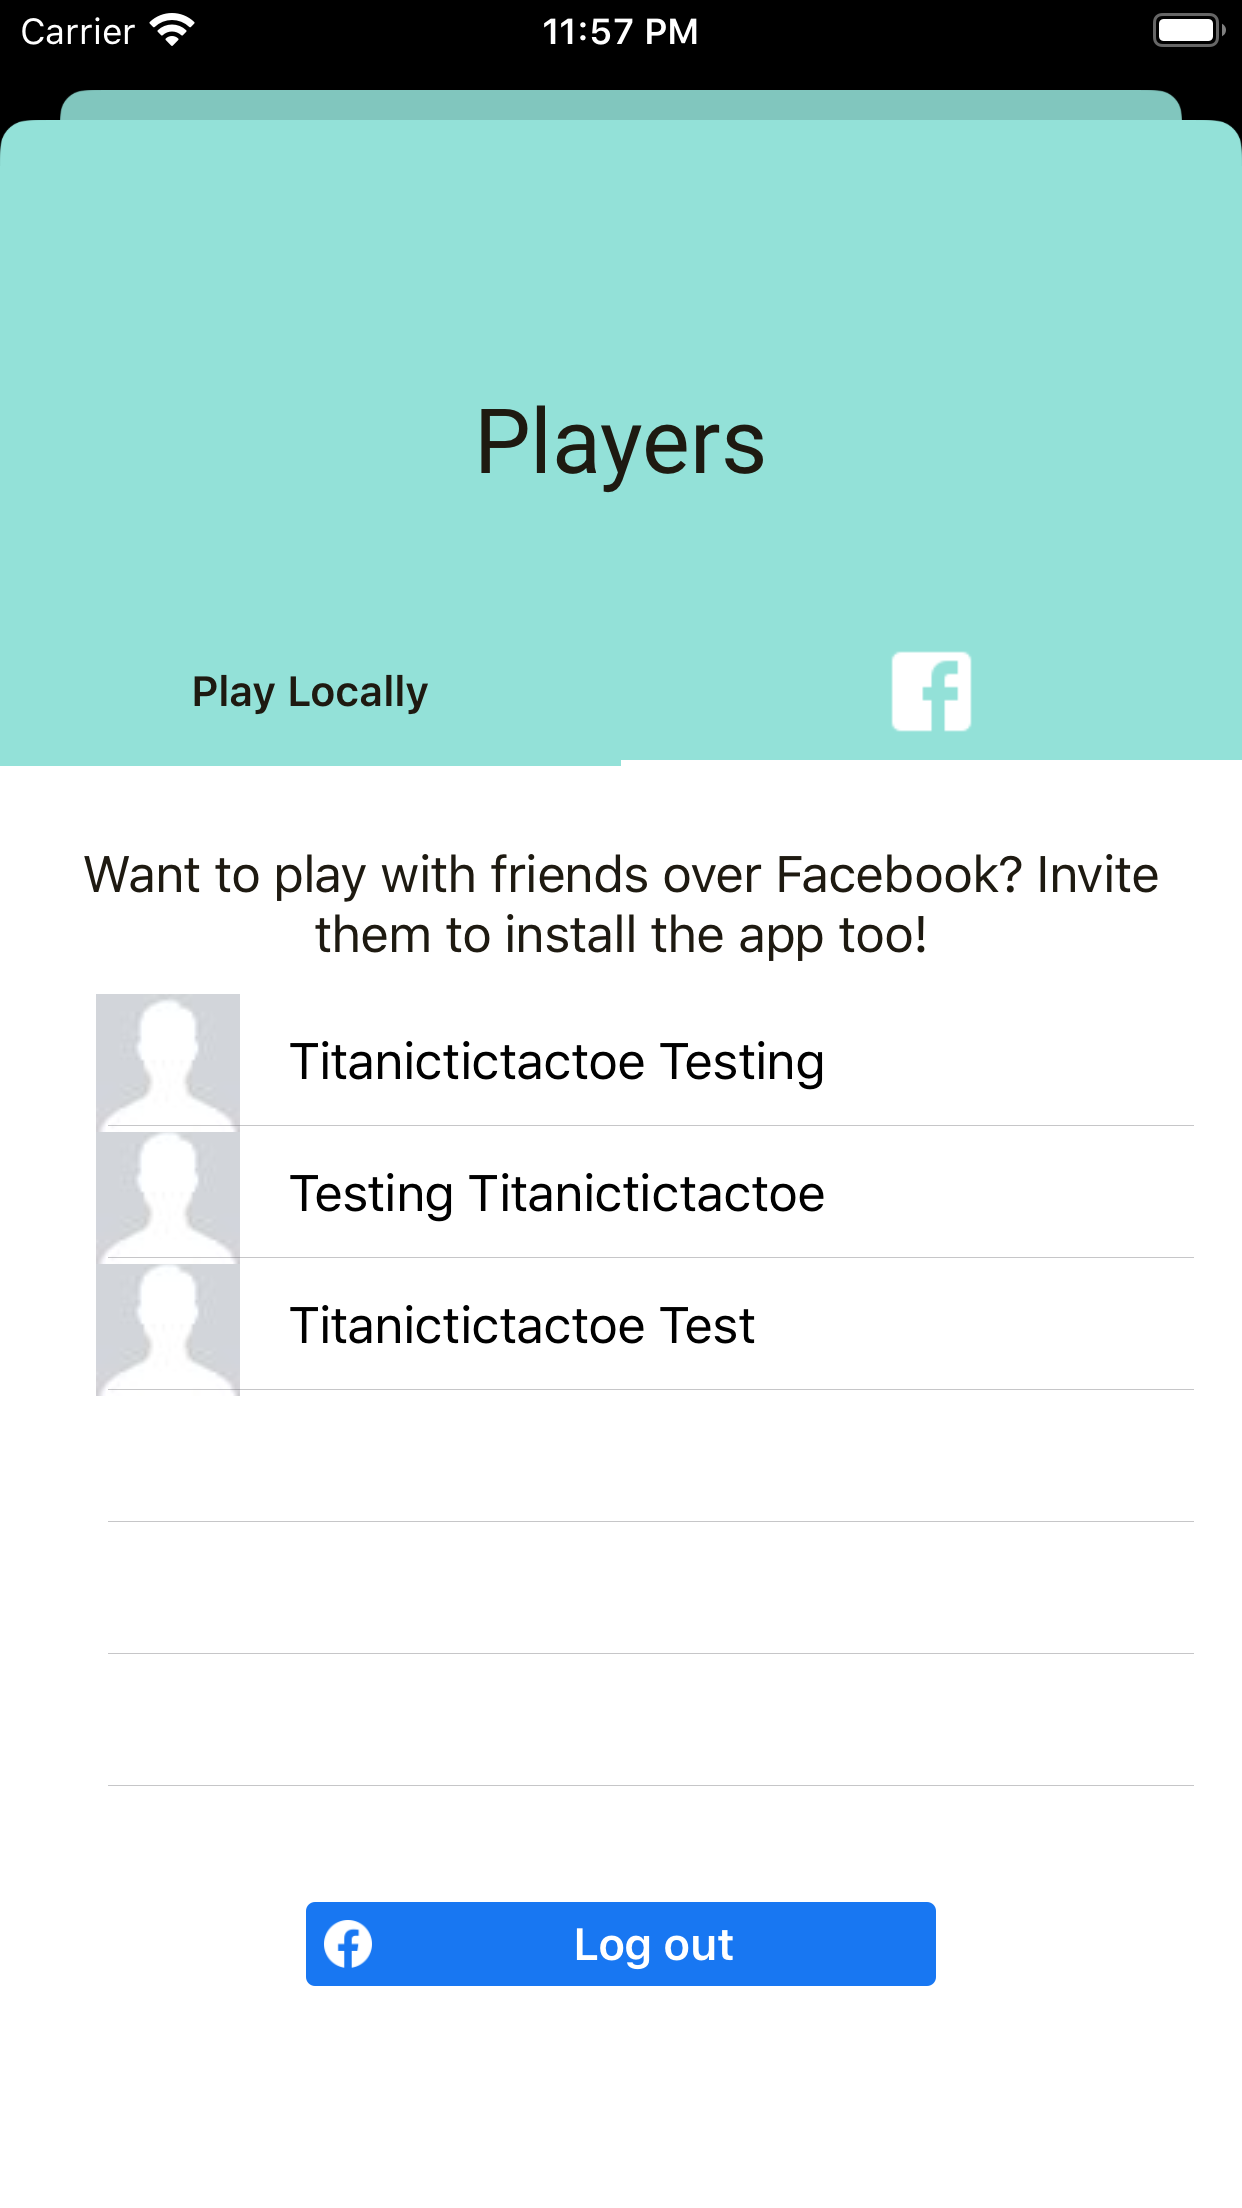 Carrier 11:57 PM
Players
Play Locally
Want to play with friends over Facebook? Invite
them to install the app too!
Titanictictactoe Testing
Testing Titanictictactoe
Titanictictactoe Test
Log out